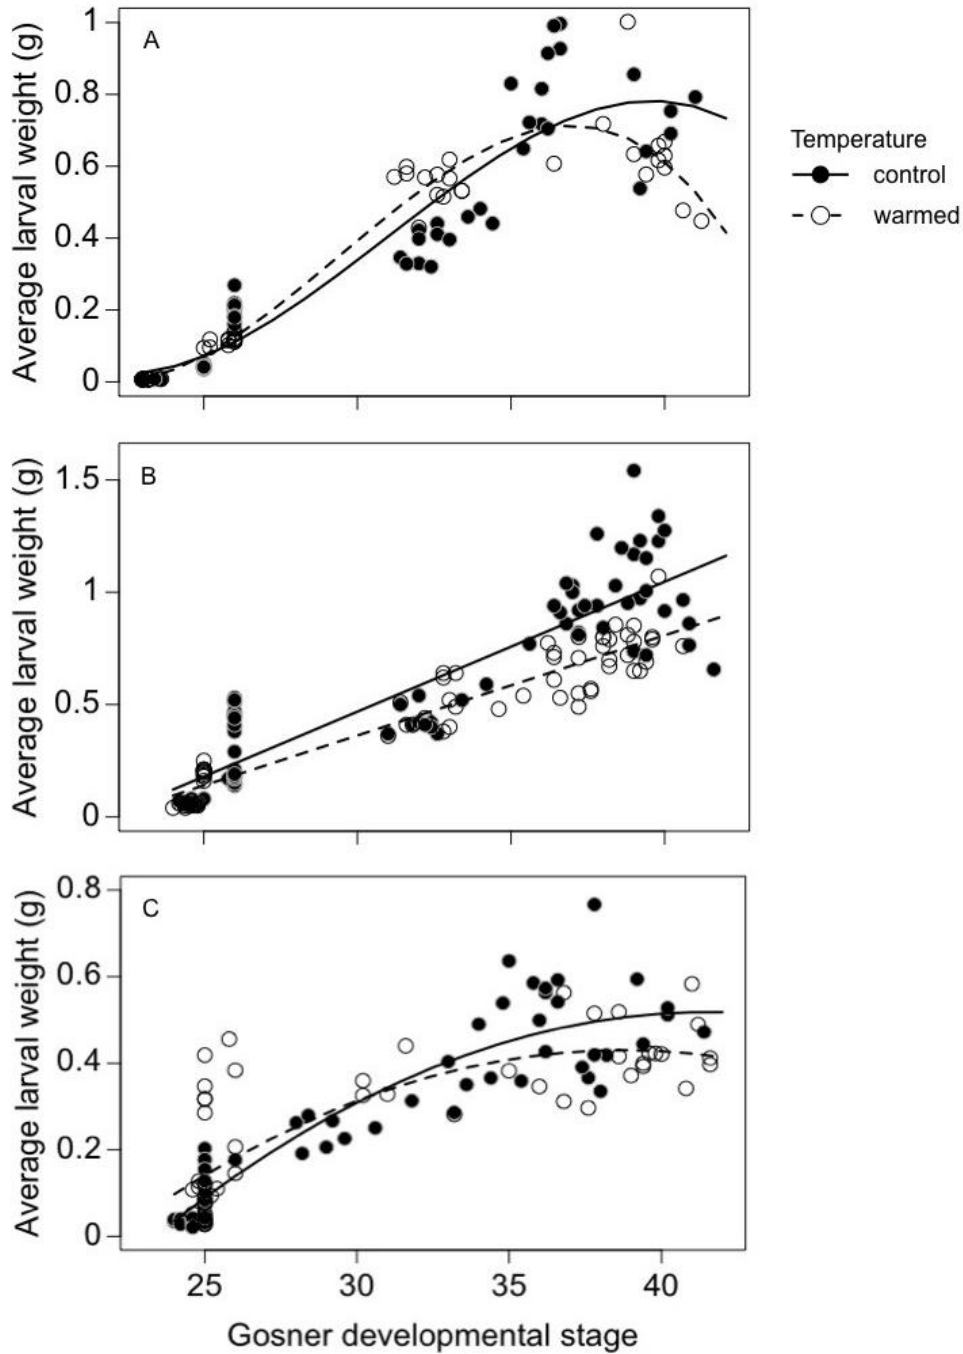 A
Average larval weight (g)
1
0.8
0.6
0.4
0.2
0
Temperature
control
warmed
B
Average larval weight (g)
1.5
1
0.5
0
C
Average larval weight (g)
0.8
0.6
0.4
0.2
0
25 30 35 40
Gosner developmental stage